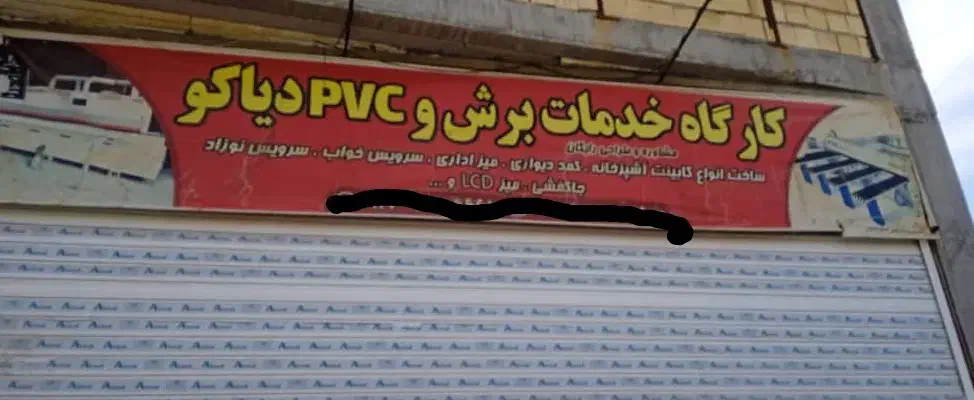 کارگاه خدمات برش و PVC دیاکو
مشاوره و طراحی رایگان
ساخت انواع کابینت آشپزخانه . کمد دیواری . میز اداری . سرویس خواب . سرویس نوزاد
جاکفشی . میز LCD و ...